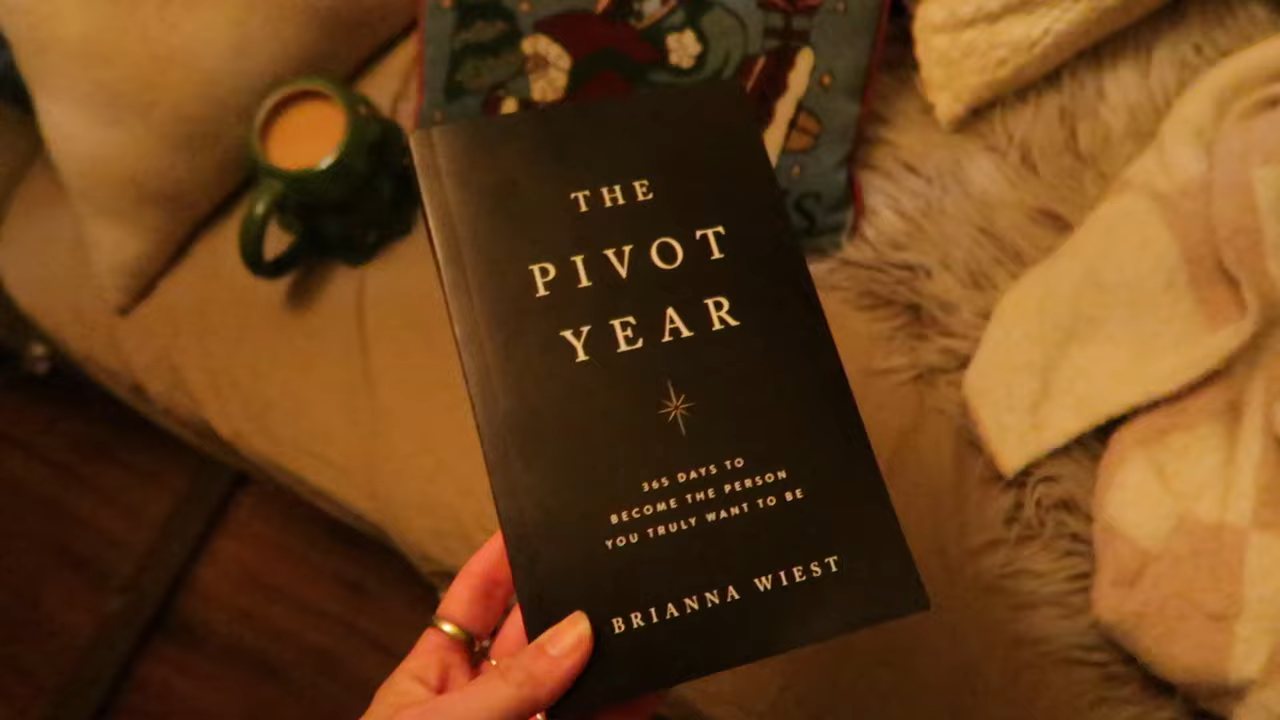 THE
PIVOT
YEAR
365 DAYS TO
BECOME THE PERSON
YOU TRULY WANT TO BE
BRIANNA WIEST